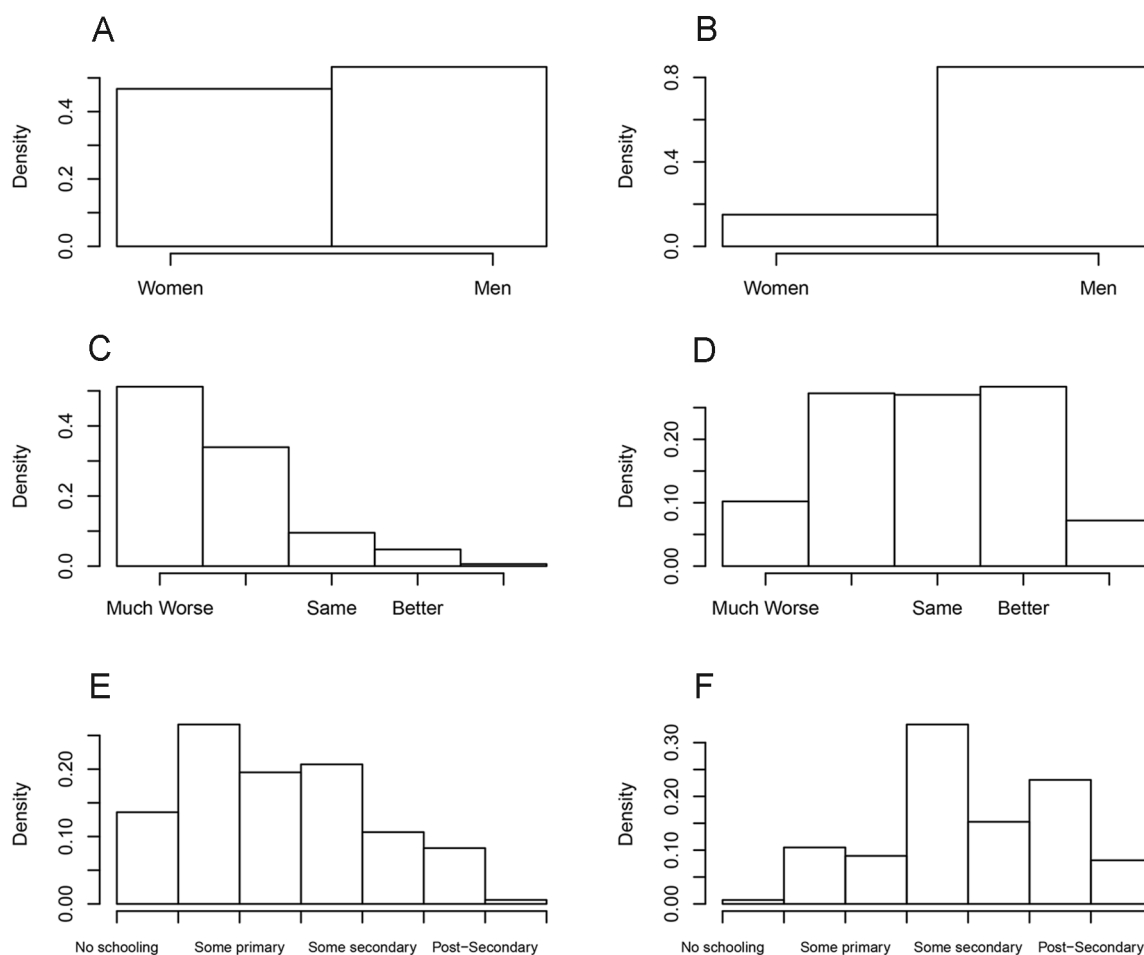 A
Density
0.0 0.2 0.4
Women Men
B
Density
0.0 0.4 0.8
Women Men
C
Density
0.0 0.2 0.4
Much Worse Same Better
D
Density
0.00 0.10 0.20
Much Worse Same Better
E
Density
0.00 0.10 0.20
No schooling Some primary Some secondary Post-Secondary
F
Density
0.00 0.10 0.20 0.30
No schooling Some primary Some secondary Post-Secondary